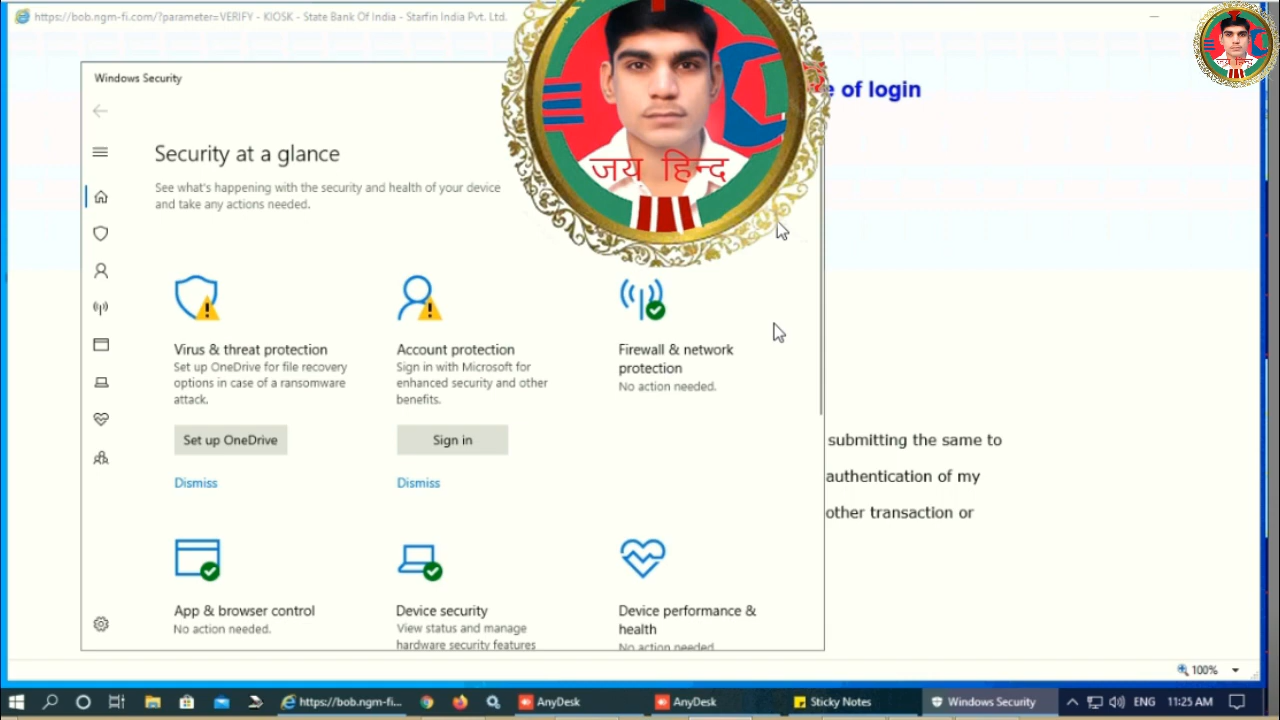 https://bob.ngm-fi.com/?parameter=VERIFY - KIOSK - State Bank Of India - Starfin India Pvt. Ltd.
Windows Security
of login
Security at a glance
See what's happening with the security and health of your device
and take any actions needed.
जय हिन्द
जय हिन्द
Virus & threat protection
Set up OneDrive for file recovery
options in case of a ransomware
attack.
Set up OneDrive
Dismiss
Account protection
Sign in with Microsoft for
enhanced security and other
benefits.
Sign in
Dismiss
Firewall & network
protection
No action needed.
submitting the same to
authentication of my
other transaction or
App & browser control
No action needed.
Device security
View status and manage
hardware security features
Device performance &
health
No action needed
100%
https://bob.ngm-fi...
AnyDesk
AnyDesk
Sticky Notes
Windows Security
ENG
11:25 AM